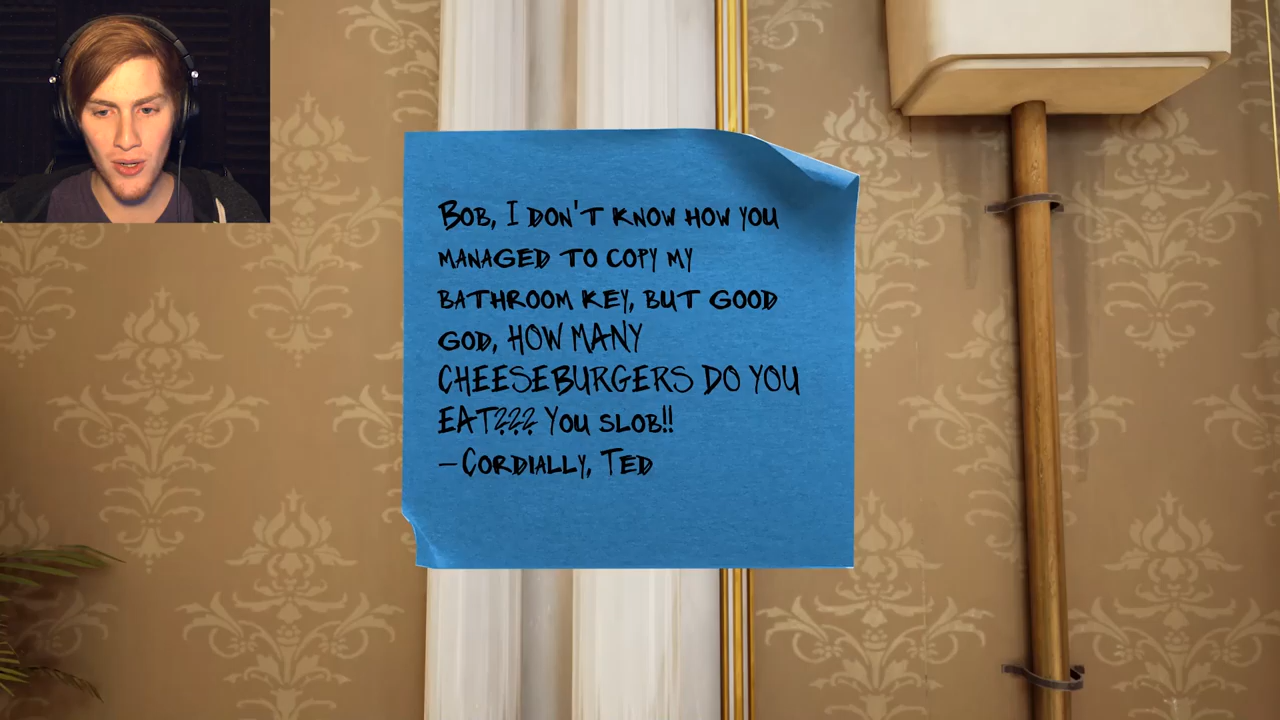 Bob, I don't know how you
managed to copy my
bathroom key, but good
god, HOW MANY
CHEESEBURGERS DO YOU
EAT??? You slob!!
–Cordially, Ted